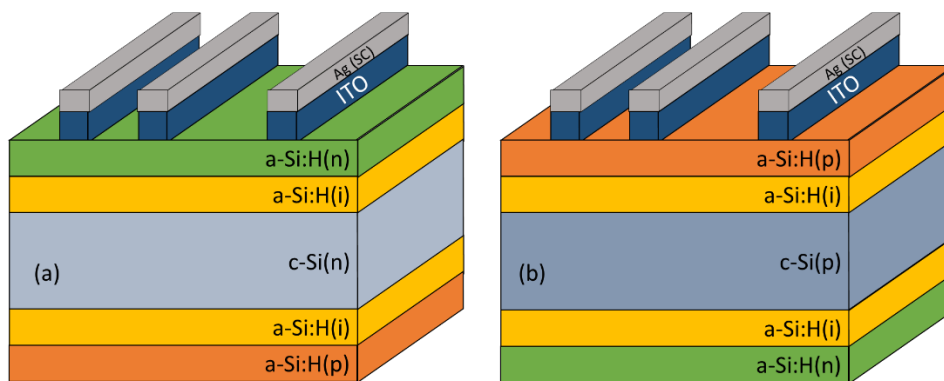 Ag (SC)
ITO
a-Si:H(n)
a-Si:H(i)
c-Si(n)
(a)
a-Si:H(i)
a-Si:H(p)
Ag (SC)
ITO
a-Si:H(p)
a-Si:H(i)
c-Si(p)
(b)
a-Si:H(i)
a-Si:H(n)